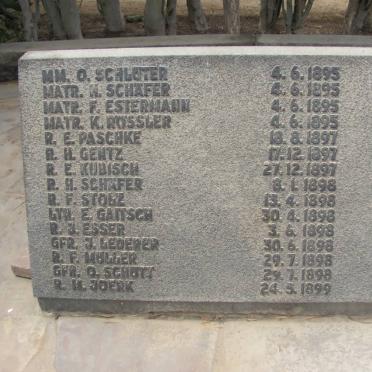 MM. O. SCHLÜTER 4. 6. 1895
MATR. H. SCHÄFER 4. 6. 1895
MATR. F. ESTERMANN 4. 6. 1895
MATR. K. RÖSSLER 4. 6. 1895
R. E. PASCHKE 18. 8. 1897
R. H. GENTZ 17. 12. 1897
R. E. KUBISCH 27. 12. 1897
R. H. SCHÄFER 8. 1. 1898
R. F. STOLZ 13. 4. 1898
LTN. E. GAITSCH 30. 4. 1898
R. J. ESSER 3. 6. 1898
GFR. J. LEDERER 30. 6. 1898
R. F. MÜLLER 29. 7. 1898
GFR. O. SCHÜTT 29. 7. 1898
R. H. JOERK 24. 5. 1899